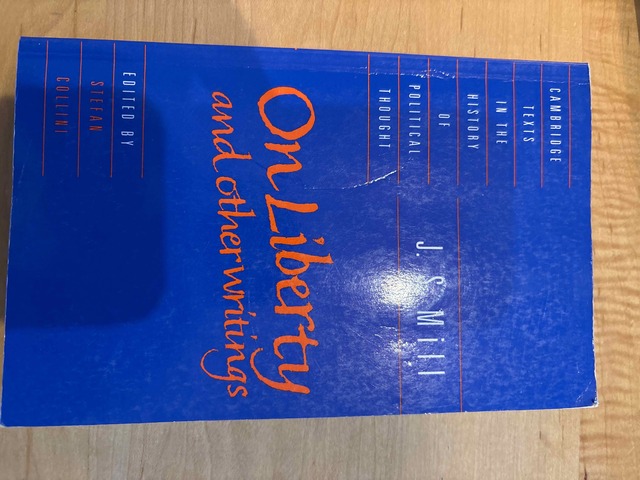 CAMBRIDGE
TEXTS
IN THE
HISTORY
OF
POLITICAL
THOUGHT
J. S. Mill
On Liberty
and other writings
EDITED BY
STEFAN
COLLINI